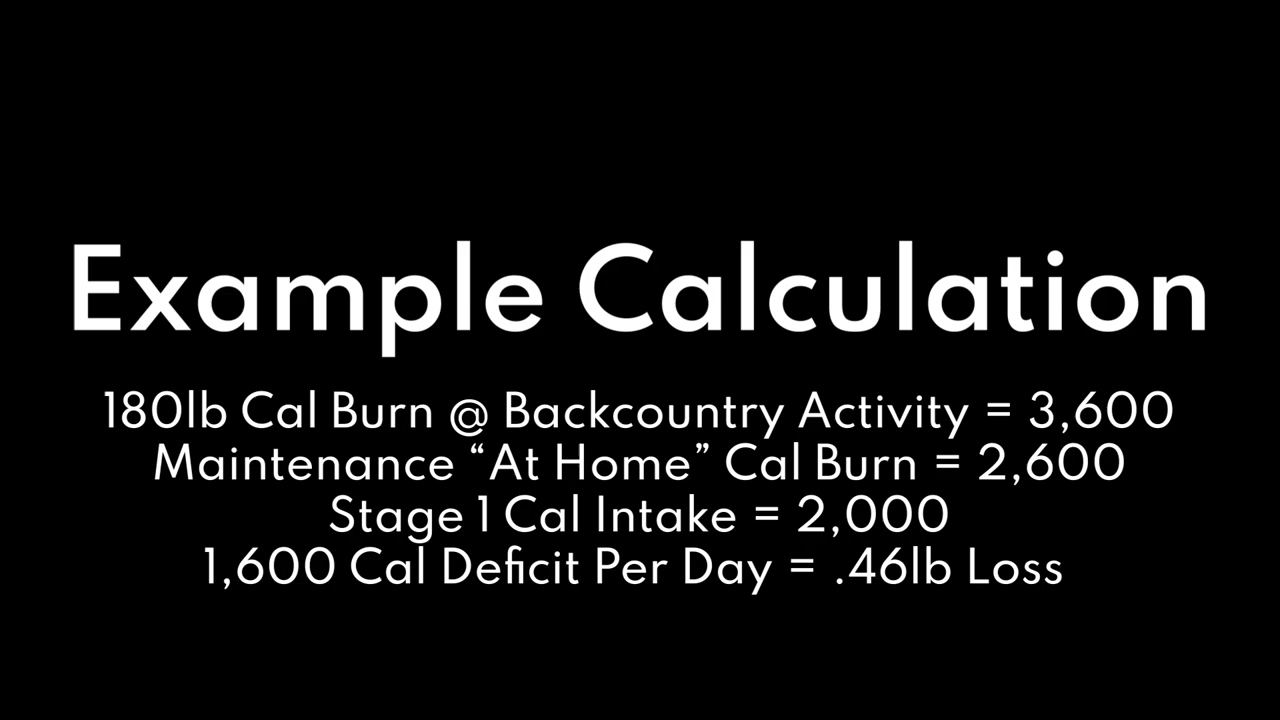 Example Calculation
180lb Cal Burn @ Backcountry Activity = 3,600
Maintenance “At Home” Cal Burn = 2,600
Stage 1 Cal Intake = 2,000
1,600 Cal Deficit Per Day = .46lb Loss